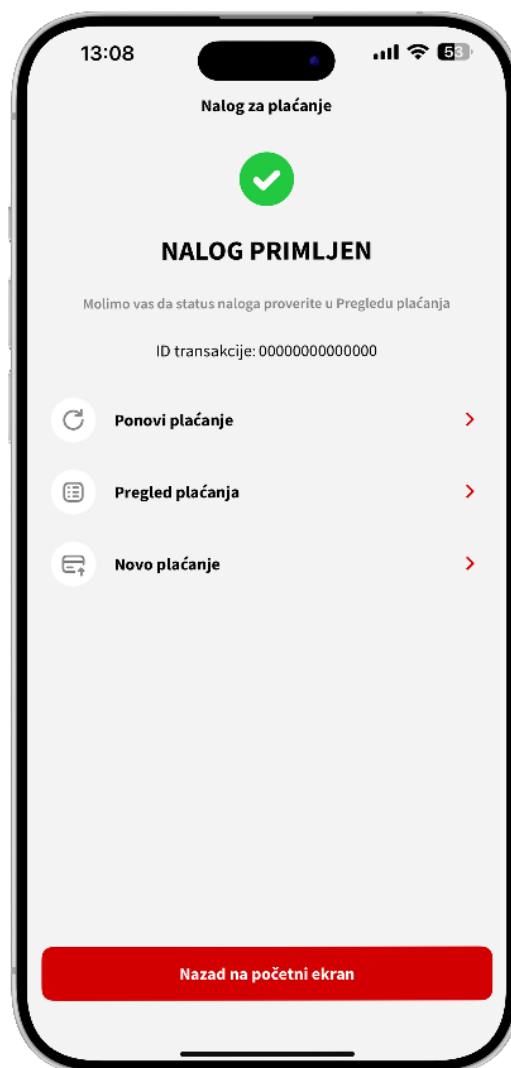 13:08
53
Nalog za plaćanje
NALOG PRIMLJEN
Molimo vas da status naloga proverite u Pregledu plaćanja
ID transakcije: 00000000000000
Ponovi plaćanje
Pregled plaćanja
Novo plaćanje
Nazad na početni ekran